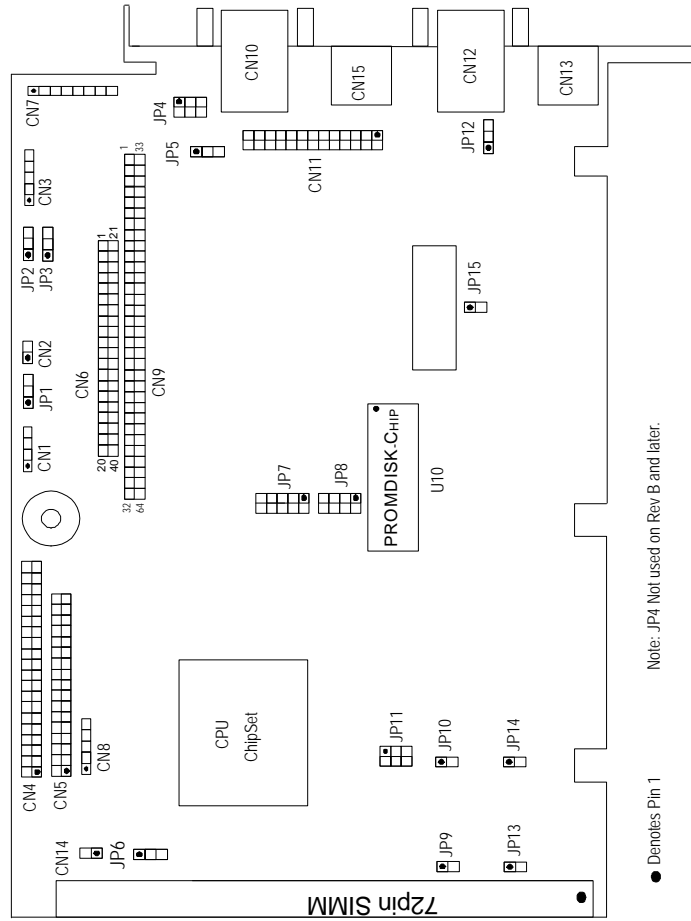 CN7
CN3
JP2
JP3
CN2
JP1
CN1
CN4
CN5
CN8
CN14
JP6
CN6
CN9
1
21
20
40
1
33
32
64
JP4
JP5
CN11
CN10
CN15
CN12
CN13
JP12
JP15
JP7
JP8
PROMDISK-CHIP
U10
CPU
ChipSet
JP11
JP10
JP14
JP9
JP13
72pin SIMM
● Denotes Pin 1
Note: JP4 Not used on Rev B and later.